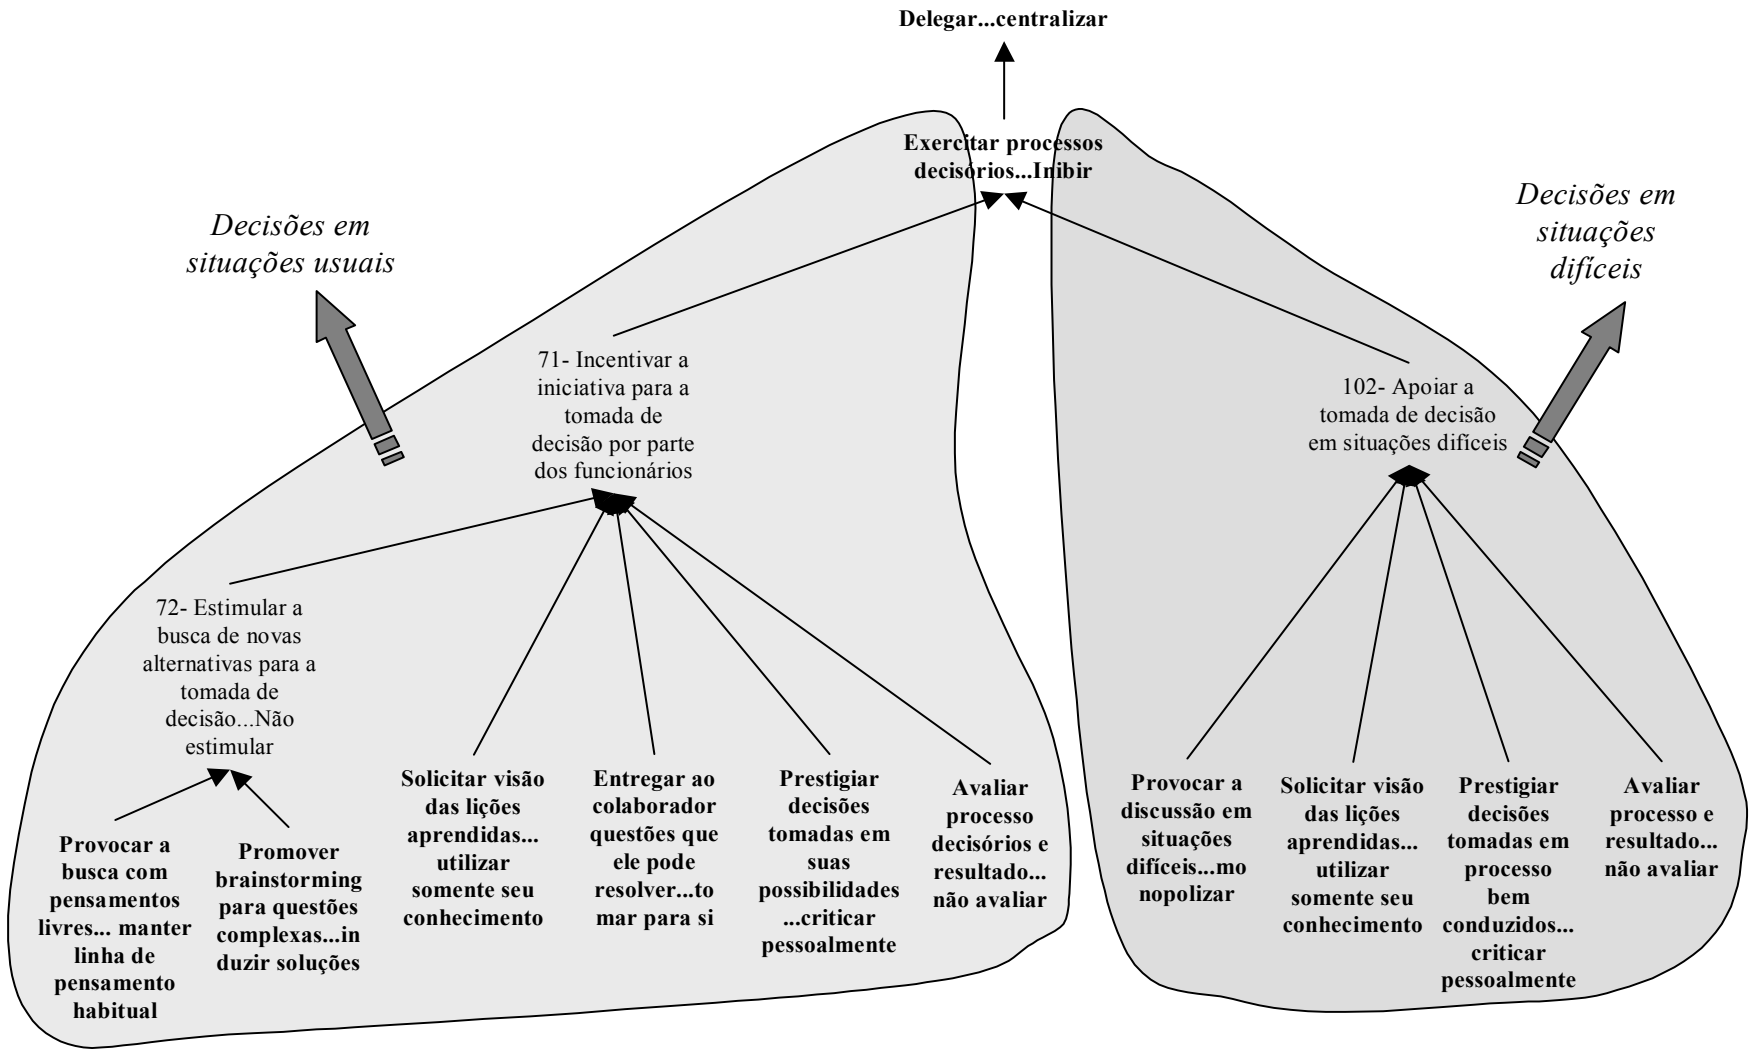 Delegar...centralizar
Exercitar processos
decisórios...Inibir
Decisões em
situações usuais
Decisões em
situações
difíceis
71- Incentivar a
iniciativa para a
tomada de
decisão por parte
dos funcionários
102- Apoiar a
tomada de decisão
em situações difíceis
72- Estimular a
busca de novas
alternativas para a
tomada de
decisão...Não
estimular
Provocar a
busca com
pensamentos
livres... manter
linha de
pensamento
habitual
Promover
brainstorming
para questões
complexas...in
duzir soluções
Solicitar visão
das lições
aprendidas...
utilizar
somente seu
conhecimento
Entregar ao
colaborador
questões que
ele pode
resolver...to
mar para si
Prestigiar
decisões
tomadas em
suas
possibilidades
...criticar
pessoalmente
Avaliar
processo
decisórios e
resultado...
não avaliar
Provocar a
discussão em
situações
difíceis...mo
nopolizar
Solicitar visão
das lições
aprendidas...
utilizar
somente seu
conhecimento
Prestigiar
decisões
tomadas em
processo
bem
conduzidos...
criticar
pessoalmente
Avaliar
processo e
resultado...
não avaliar